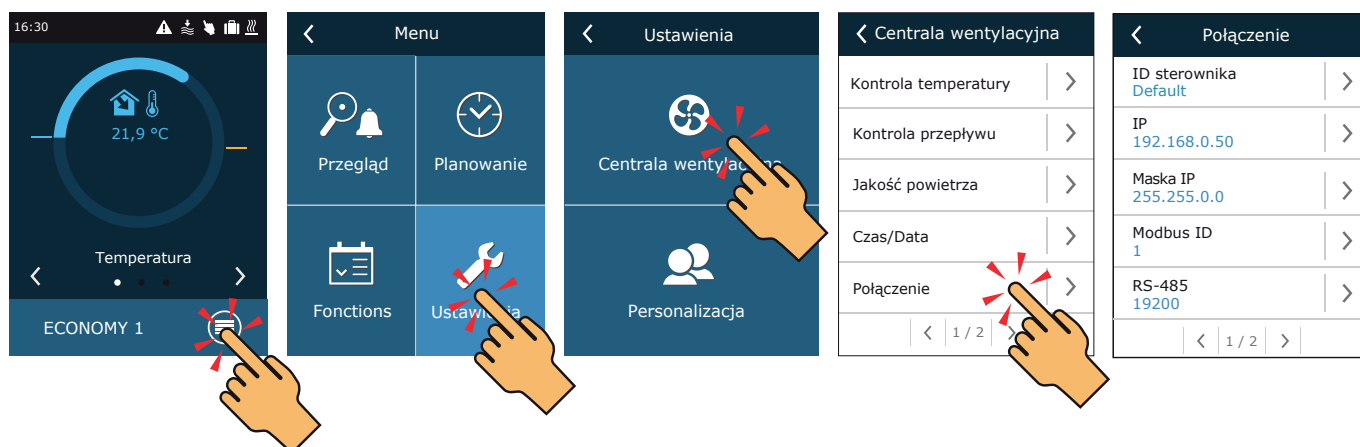 16:30
21,9 °C
Temperatura
ECONOMY 1
Menu
Przegląd
Planowanie
Fonctions
Ustawienia
Ustawienia
Centrala wentylacyjna
Personalizacja
Centrala wentylacyjna
Kontrola temperatury
Kontrola przepływu
Jakość powietrza
Czas/Data
Połączenie
1 / 2
Połączenie
ID sterownika
Default
IP
192.168.0.50
Maska IP
255.255.0.0
Modbus ID
1
RS-485
19200
1 / 2